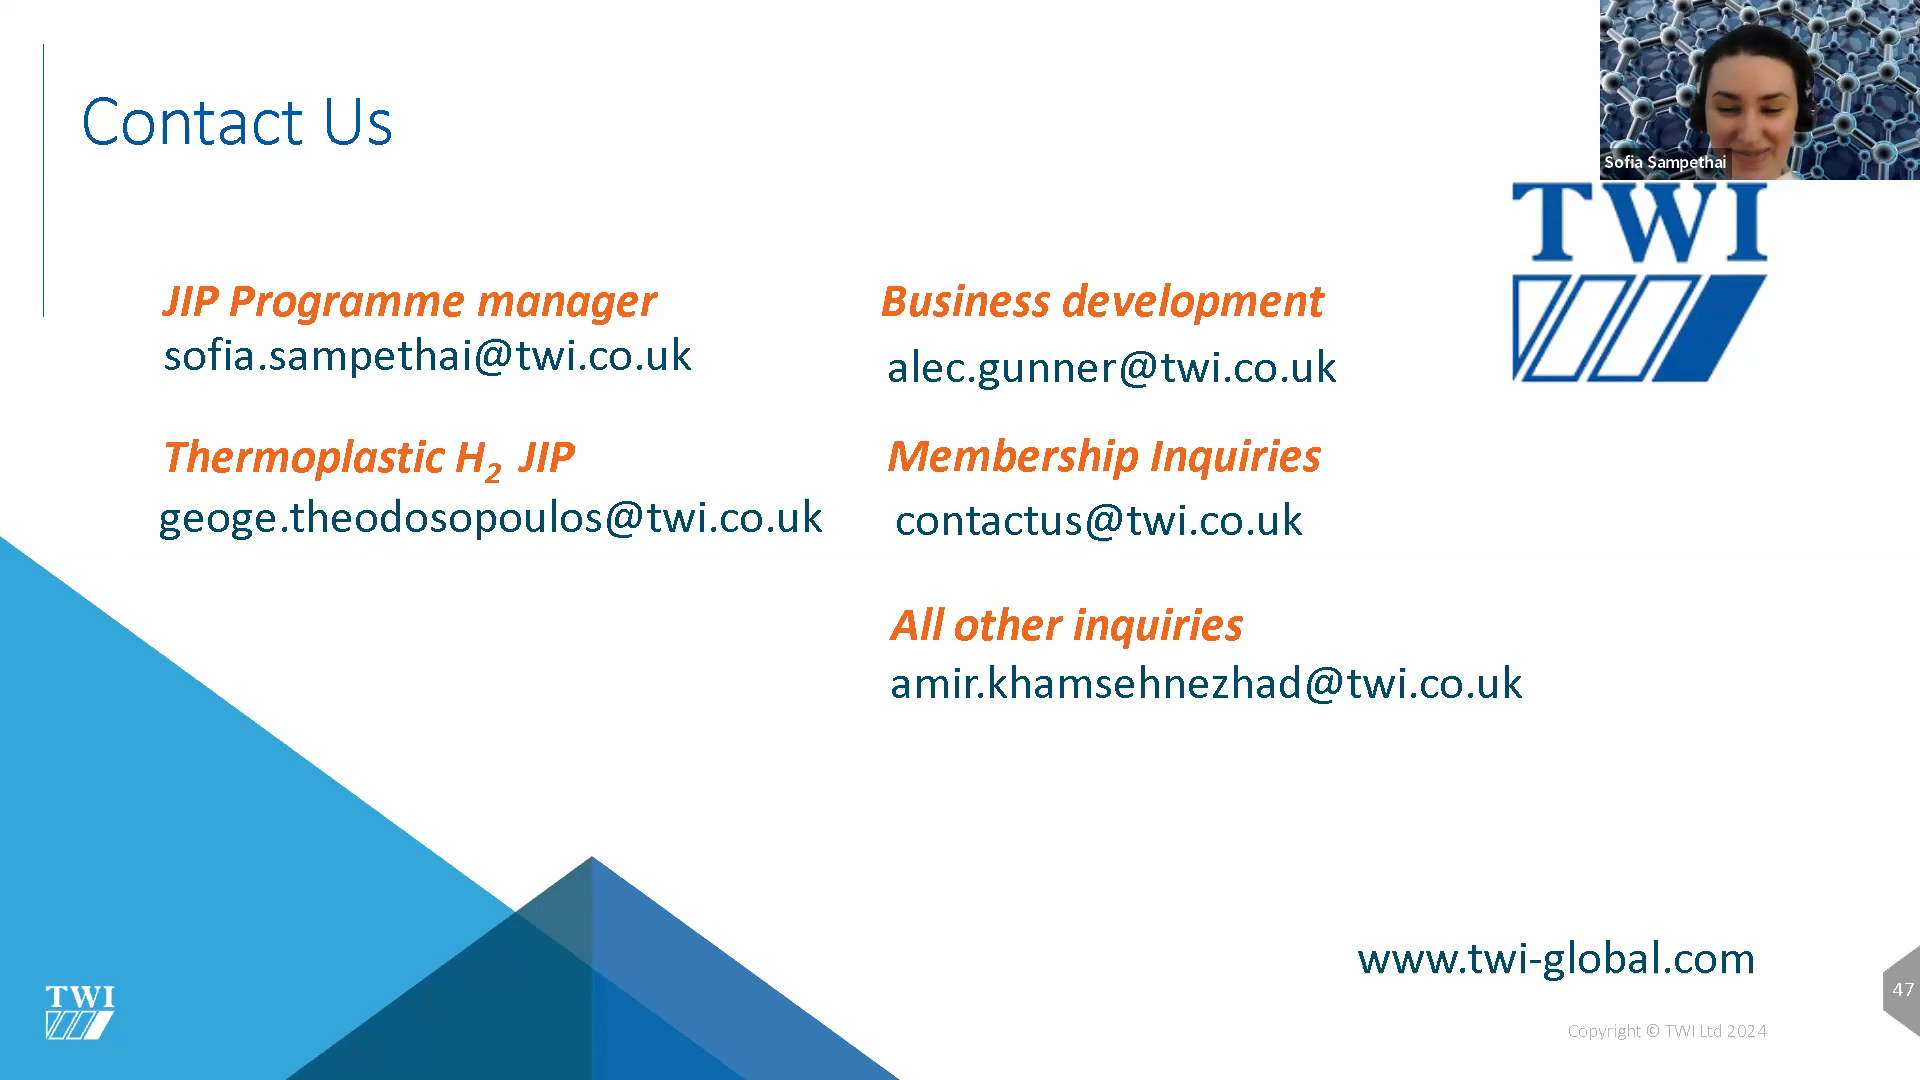 Contact Us
Sofia Sampethai
TWI
JIP Programme manager
sofia.sampethai@twi.co.uk
Thermoplastic H2 JIP
geoge.theodosopoulos@twi.co.uk
Business development
alec.gunner@twi.co.uk
Membership Inquiries
contactus@twi.co.uk
All other inquiries
amir.khamsehnezhad@twi.co.uk
www.twi-global.com
47
TWI
Copyright © TWI Ltd 2024